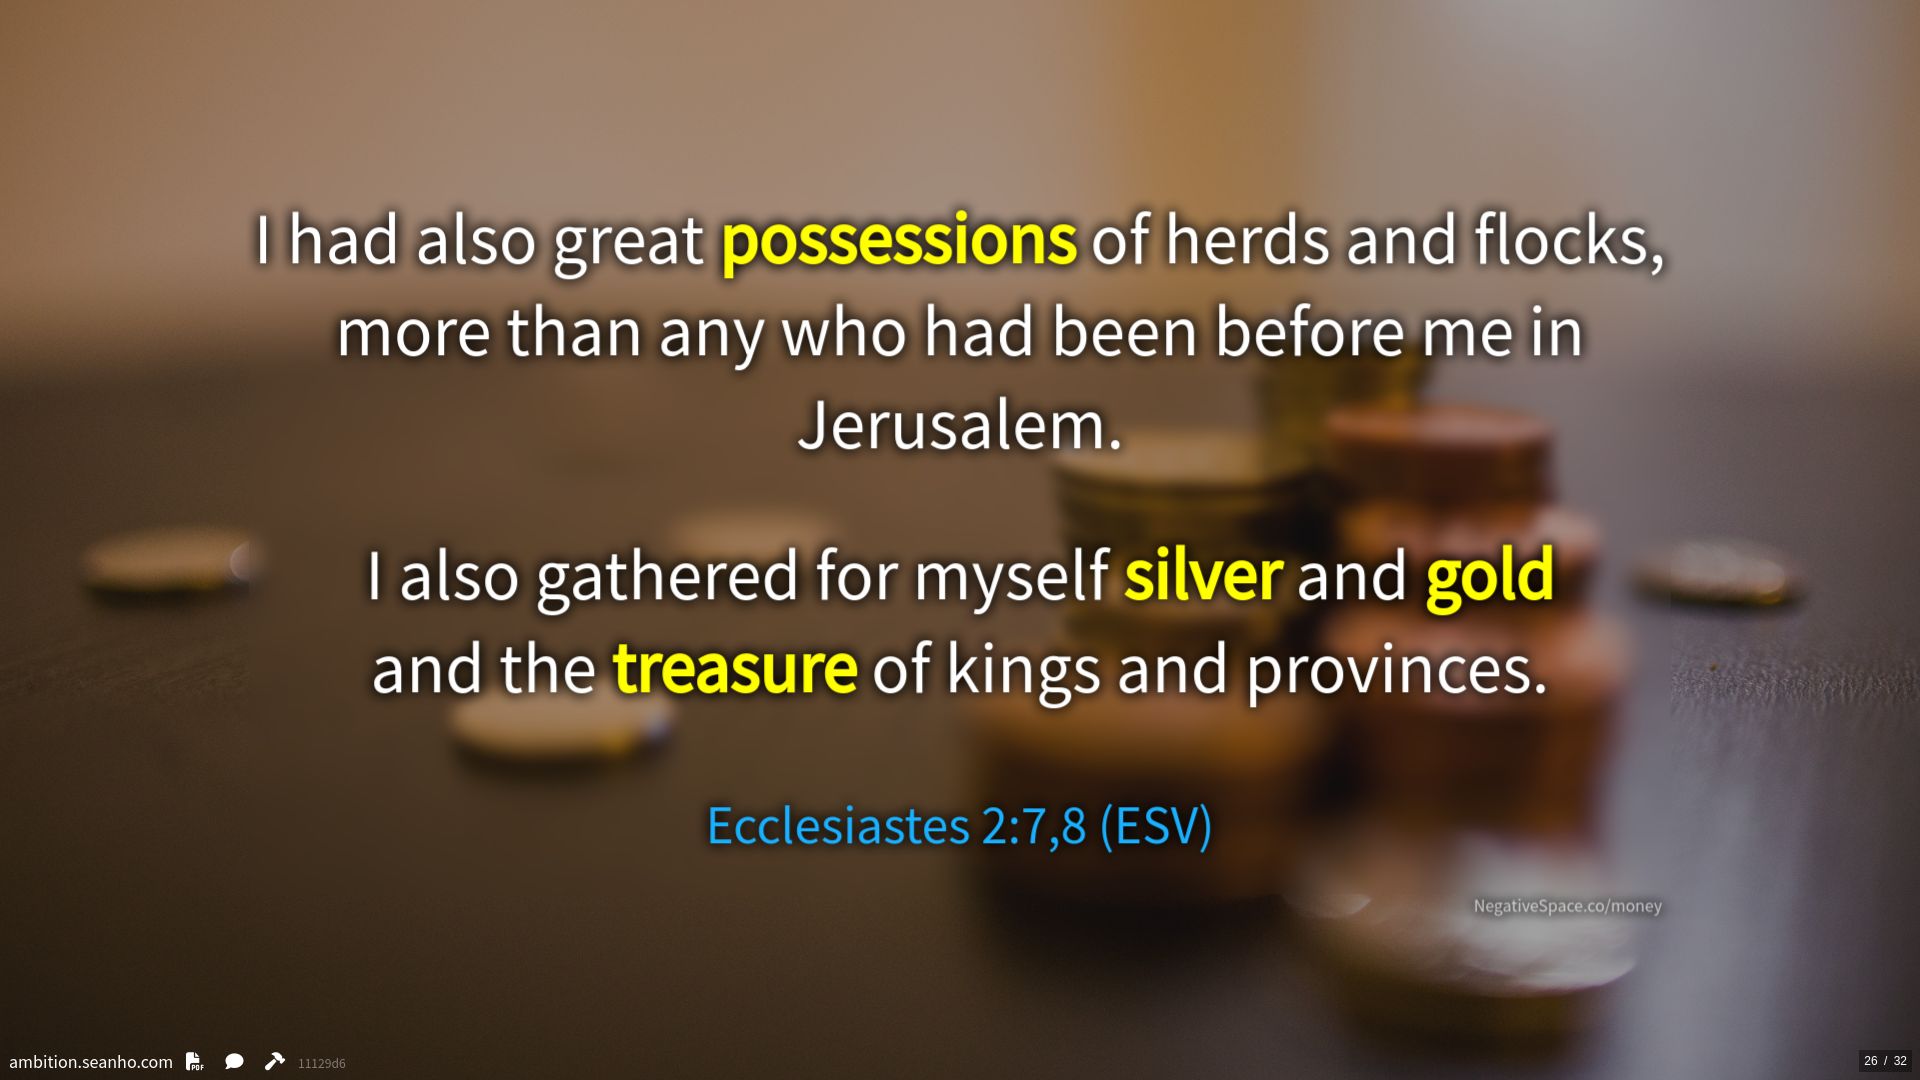 I had also great possessions of herds and flocks,
more than any who had been before me in
Jerusalem.
I also gathered for myself silver and gold
and the treasure of kings and provinces.
Ecclesiastes 2:7,8 (ESV)
NegativeSpace.co/money
ambition.seanho.com PDF 11129d6
26 / 32